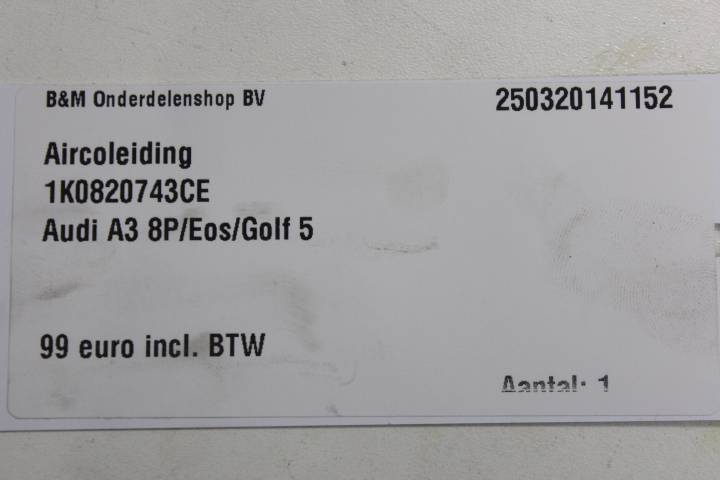 B&M Onderdelenshop BV 250320141152
Aircoleiding
1K0820743CE
Audi A3 8P/Eos/Golf 5
99 euro incl. BTW
Aantal: 1